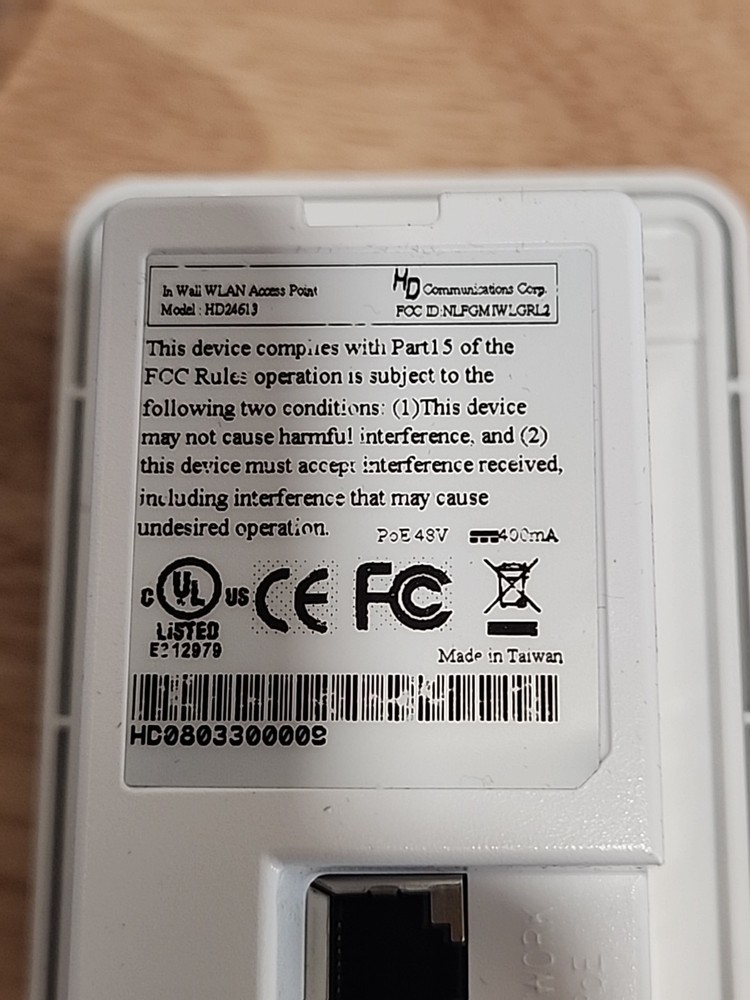 In Wall WLAN Access Point
Model : HD24613
HD Communications Corp.
FCC ID:NLFGMIWLGRL2
This device complies with Part15 of the
FCC Rules operation is subject to the
following two conditions: (1)This device
may not cause harmful interference, and (2)
this device must accept interference received,
including interference that may cause
undesired operation.
PoE 48V 400mA
C UL US
LISTED
E212979
CE FC
Made in Taiwan